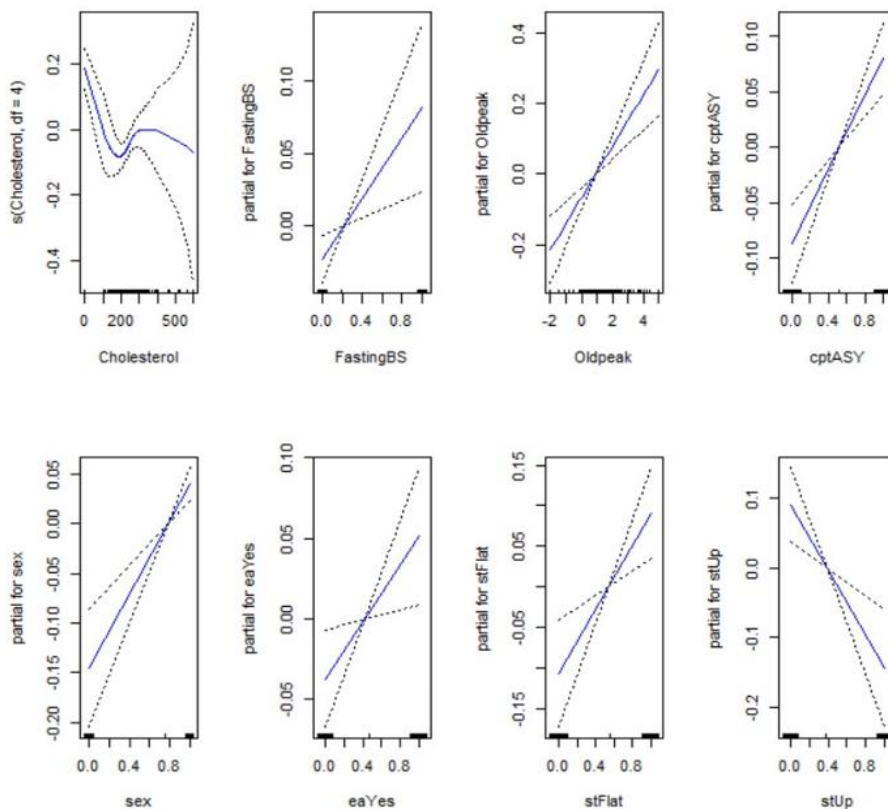 s(Cholesterol, df = 4)
-0.4 -0.2 0.0 0.2
0 200 500
Cholesterol
partial for FastingBS
0.00 0.05 0.10
0.0 0.4 0.8
FastingBS
partial for Oldpeak
-0.2 0.0 0.2 0.4
-2 0 2 4
Oldpeak
partial for cptASY
-0.10 -0.05 0.00 0.05 0.10
0.0 0.4 0.8
cptASY
partial for sex
-0.20 -0.15 -0.10 -0.05 0.00 0.05
0.0 0.4 0.8
sex
partial for eaYes
-0.05 0.00 0.05 0.10
0.0 0.4 0.8
eaYes
partial for stFlat
-0.15 -0.05 0.05 0.15
0.0 0.4 0.8
stFlat
partial for stUp
-0.2 -0.1 0.0 0.1
0.0 0.4 0.8
stUp